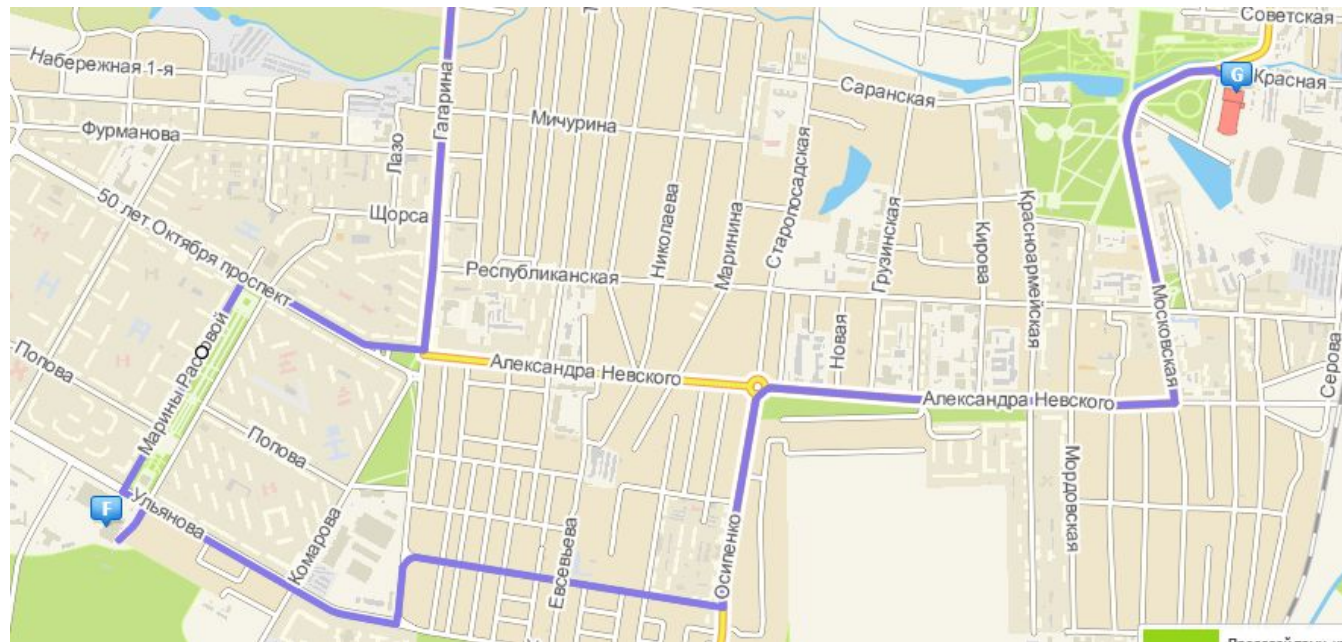 Советская
Набережная 1-я
G
Красная
Саранская
Гагарина
Мичурина
Фурманова
Лазо
Старопосадская
Щорса
50 лет Октября проспект
Николаева
Маринина
Грузинская
Кирова
Красноармейская
Республиканская
Московская
Марины Расковой
Новая
Серова
Попова
Александра Невского
Александра Невского
Попова
Ульянова
F
Комарова
Евсевьева
Осипенко
Мордовская